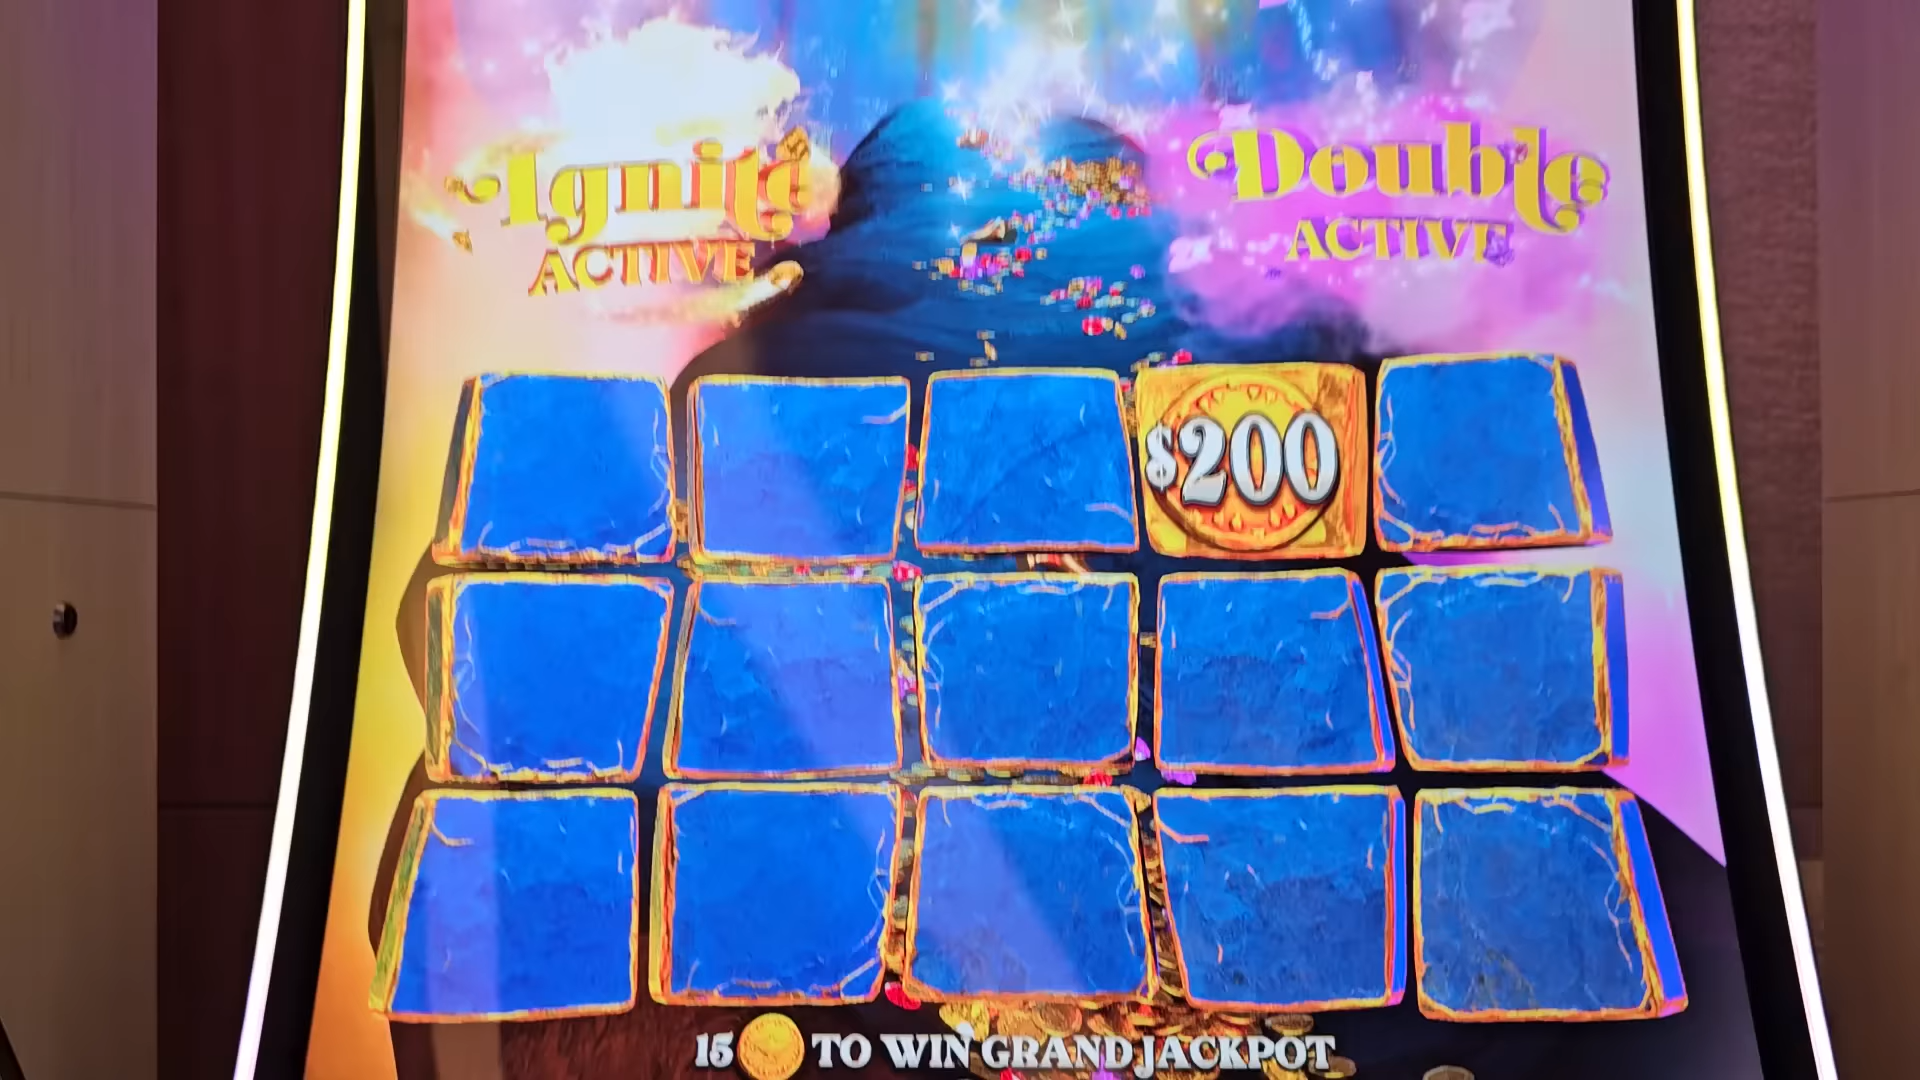 Ignite
ACTIVE
Double
ACTIVE
$200
15 TO WIN GRAND JACKPOT